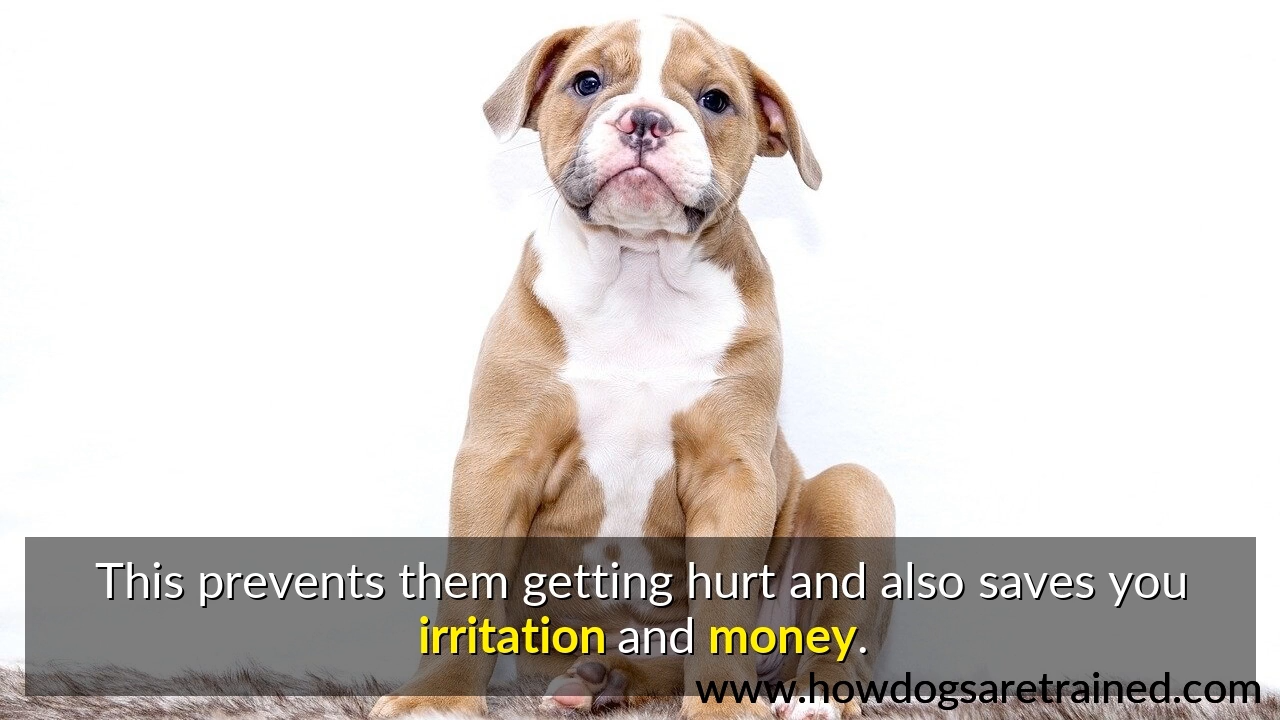 This prevents them getting hurt and also saves you
irritation and money.
www.howdogsaretrained.com